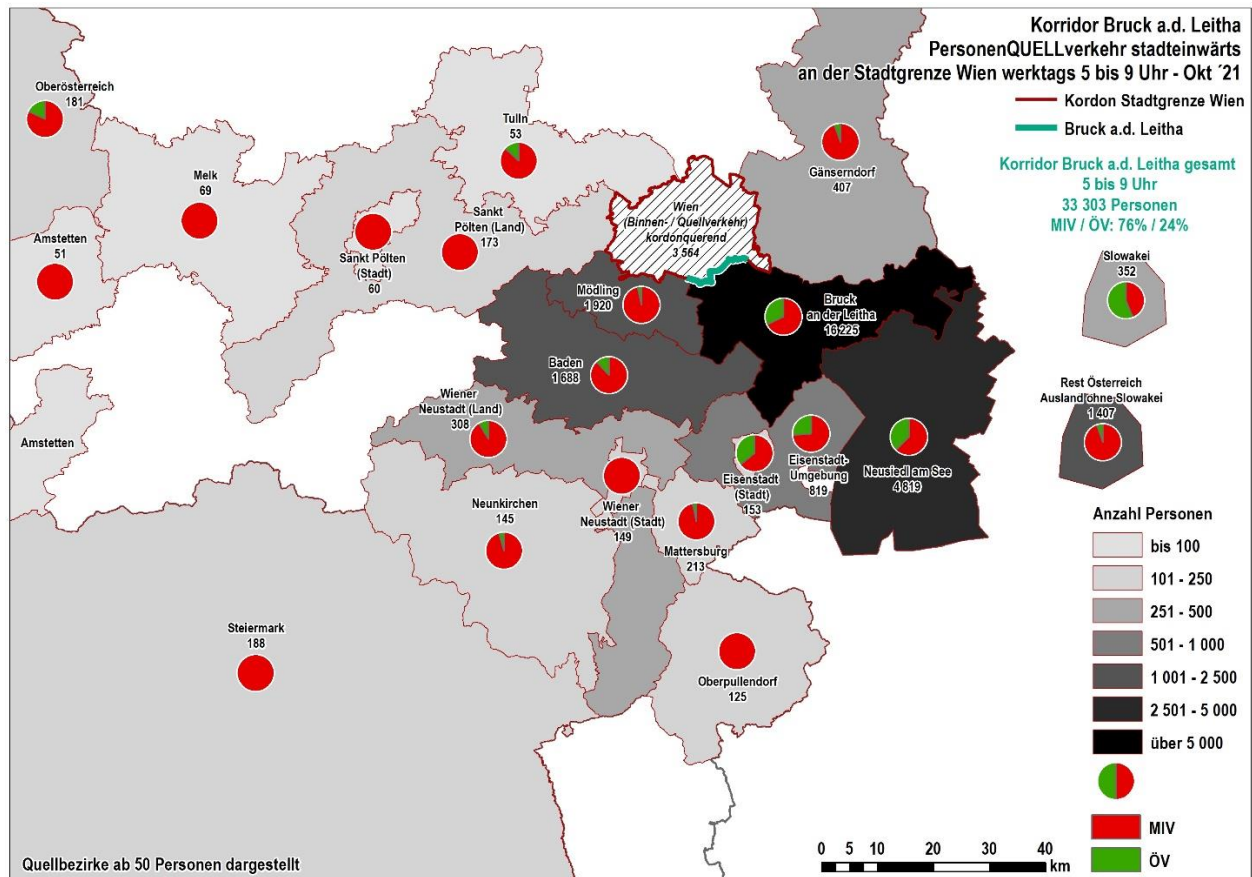 Korridor Bruck a.d. Leitha
PersonenQUELLverkehr stadteinwärts
an der Stadtgrenze Wien werktags 5 bis 9 Uhr - Okt ´21
Kordon Stadtgrenze Wien
Bruck a.d. Leitha
Korridor Bruck a.d. Leitha gesamt
5 bis 9 Uhr
33 303 Personen
MIV / ÖV: 76% / 24%
Oberösterreich
181
Tulln
53
Gänserndorf
407
Melk
69
Wien
(Binnen- / Quellverkehr)
kordonquerend
3 564
Sankt
Pölten (Land)
173
Amstetten
51
Sankt Pölten
(Stadt)
60
Slowakei
352
Mödling
1 920
Bruck
an der Leitha
16 225
Baden
1 688
Rest Österreich
Ausland ohne Slowakei
1 407
Wiener
Neustadt (Land)
308
Amstetten
Eisenstadt
(Stadt)
153
Eisenstadt-
Umgebung
819
Neusiedl am See
4 819
Neunkirchen
145
Wiener
Neustadt (Stadt)
149
Mattersburg
213
Steiermark
188
Oberpullendorf
125
Anzahl Personen
bis 100
101 - 250
251 - 500
501 - 1 000
1 001 - 2 500
2 501 - 5 000
über 5 000
MIV
ÖV
Quellbezirke ab 50 Personen dargestellt
0 5 10 20 30 40
km